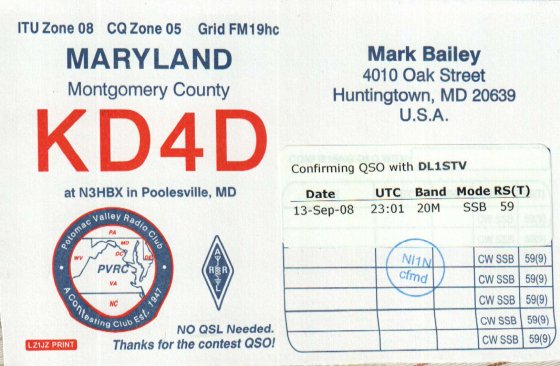 ITU Zone 08 CQ Zone 05 Grid FM19hc
MARYLAND
Montgomery County
KD4D
at N3HBX in Poolesville, MD
Potomac Valley Radio Club
PA
MD
WV
DC
DE
PVRC
VA
NC
A Contesting Club Est. 1947
A
R R
L
NO QSL Needed.
Thanks for the contest QSO!
LZ1JZ PRINT
Mark Bailey
4010 Oak Street
Huntingtown, MD 20639
U.S.A.
Confirming QSO with DL1STV
Date UTC Band Mode RS(T)
13-Sep-08 23:01 20M SSB 59
NI1N
cfmd
CW SSB 59(9)
CW SSB 59(9)
CW SSB 59(9)
CW SSB 59(9)
CW SSB 59(9)